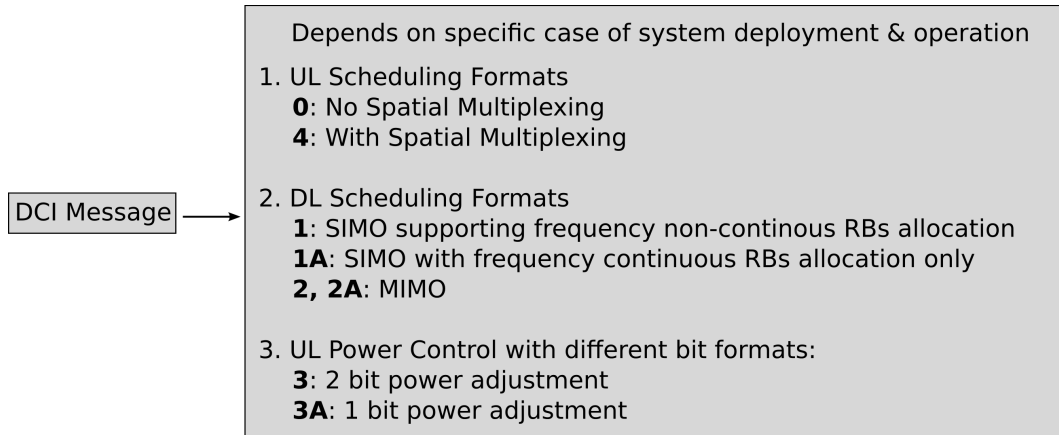 Depends on specific case of system deployment & operation
1. UL Scheduling Formats
0: No Spatial Multiplexing
4: With Spatial Multiplexing
DCI Message
2. DL Scheduling Formats
1: SIMO supporting frequency non-continous RBs allocation
1A: SIMO with frequency continuous RBs allocation only
2, 2A: MIMO
3. UL Power Control with different bit formats:
3: 2 bit power adjustment
3A: 1 bit power adjustment